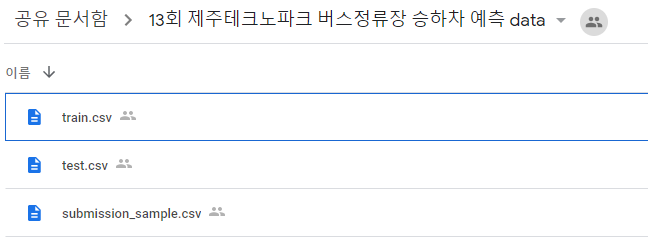 공유 문서함 > 13회 제주테크노파크 버스정류장 승하차 예측 data
이름
train.csv
test.csv
submission_sample.csv